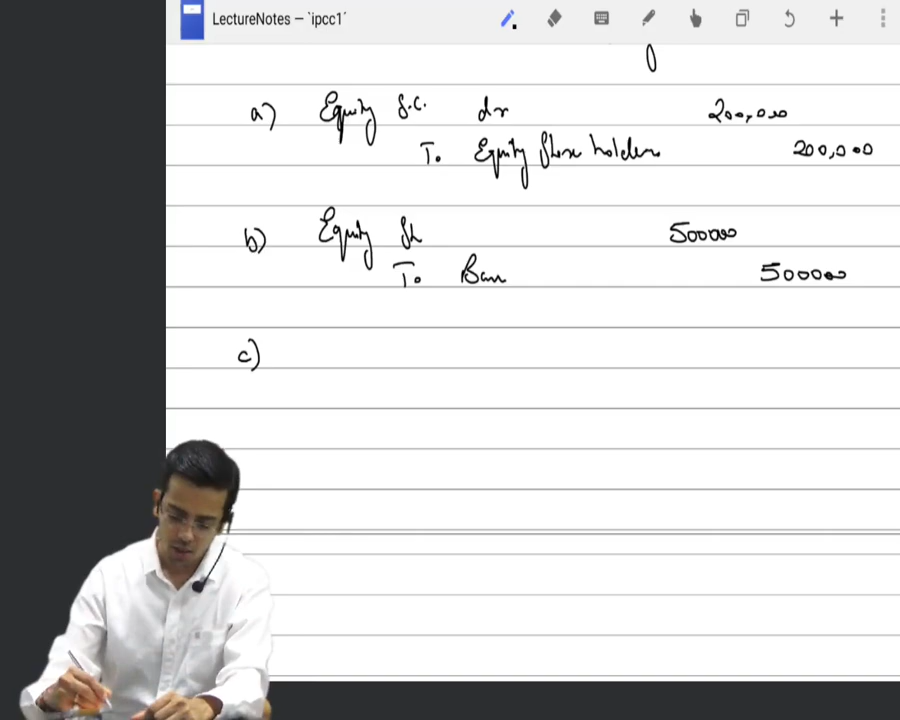 LectureNotes – `ipcc1`
a) Equity S.C. dr 200,000
To Equity Share holders 200,000
b) Equity Sh 500000
To Ban 500000
c)